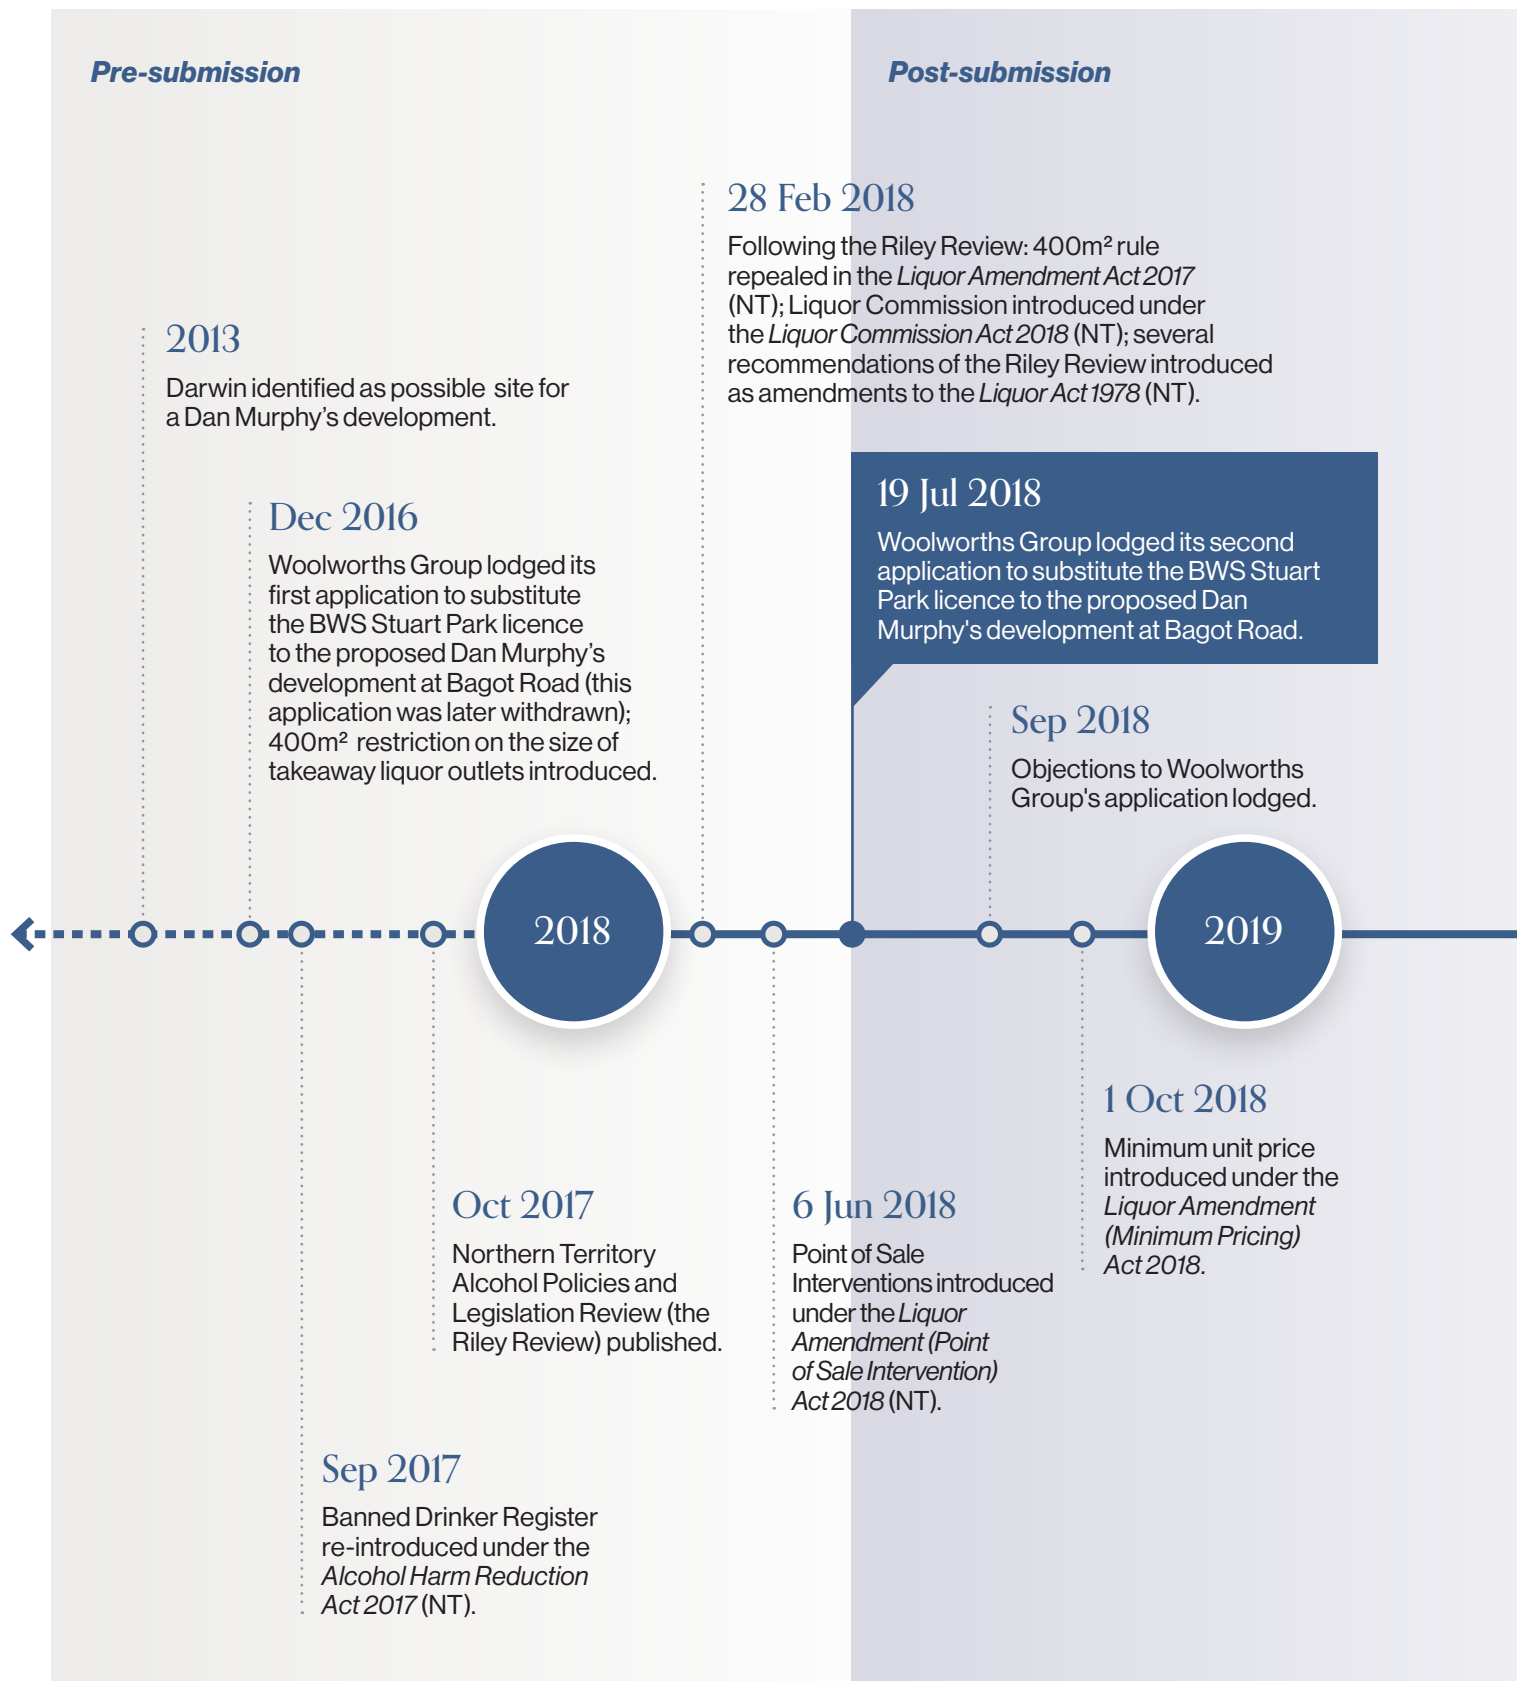 Pre-submission
Post-submission
28 Feb 2018
Following the Riley Review: 400m² rule
repealed in the Liquor Amendment Act 2017
(NT); Liquor Commission introduced under
the Liquor Commission Act 2018 (NT); several
recommendations of the Riley Review introduced
as amendments to the Liquor Act 1978 (NT).
2013
Darwin identified as possible site for
a Dan Murphy’s development.
19 Jul 2018
Woolworths Group lodged its second
application to substitute the BWS Stuart
Park licence to the proposed Dan
Murphy's development at Bagot Road.
Dec 2016
Woolworths Group lodged its
first application to substitute
the BWS Stuart Park licence
to the proposed Dan Murphy’s
development at Bagot Road (this
application was later withdrawn);
400m² restriction on the size of
takeaway liquor outlets introduced.
Sep 2018
Objections to Woolworths
Group's application lodged.
2018
2019
1 Oct 2018
Minimum unit price
introduced under the
Liquor Amendment
(Minimum Pricing)
Act 2018.
Oct 2017
Northern Territory
Alcohol Policies and
Legislation Review (the
Riley Review) published.
6 Jun 2018
Point of Sale
Interventions introduced
under the Liquor
Amendment (Point
of Sale Intervention)
Act 2018 (NT).
Sep 2017
Banned Drinker Register
re-introduced under the
Alcohol Harm Reduction
Act 2017 (NT).